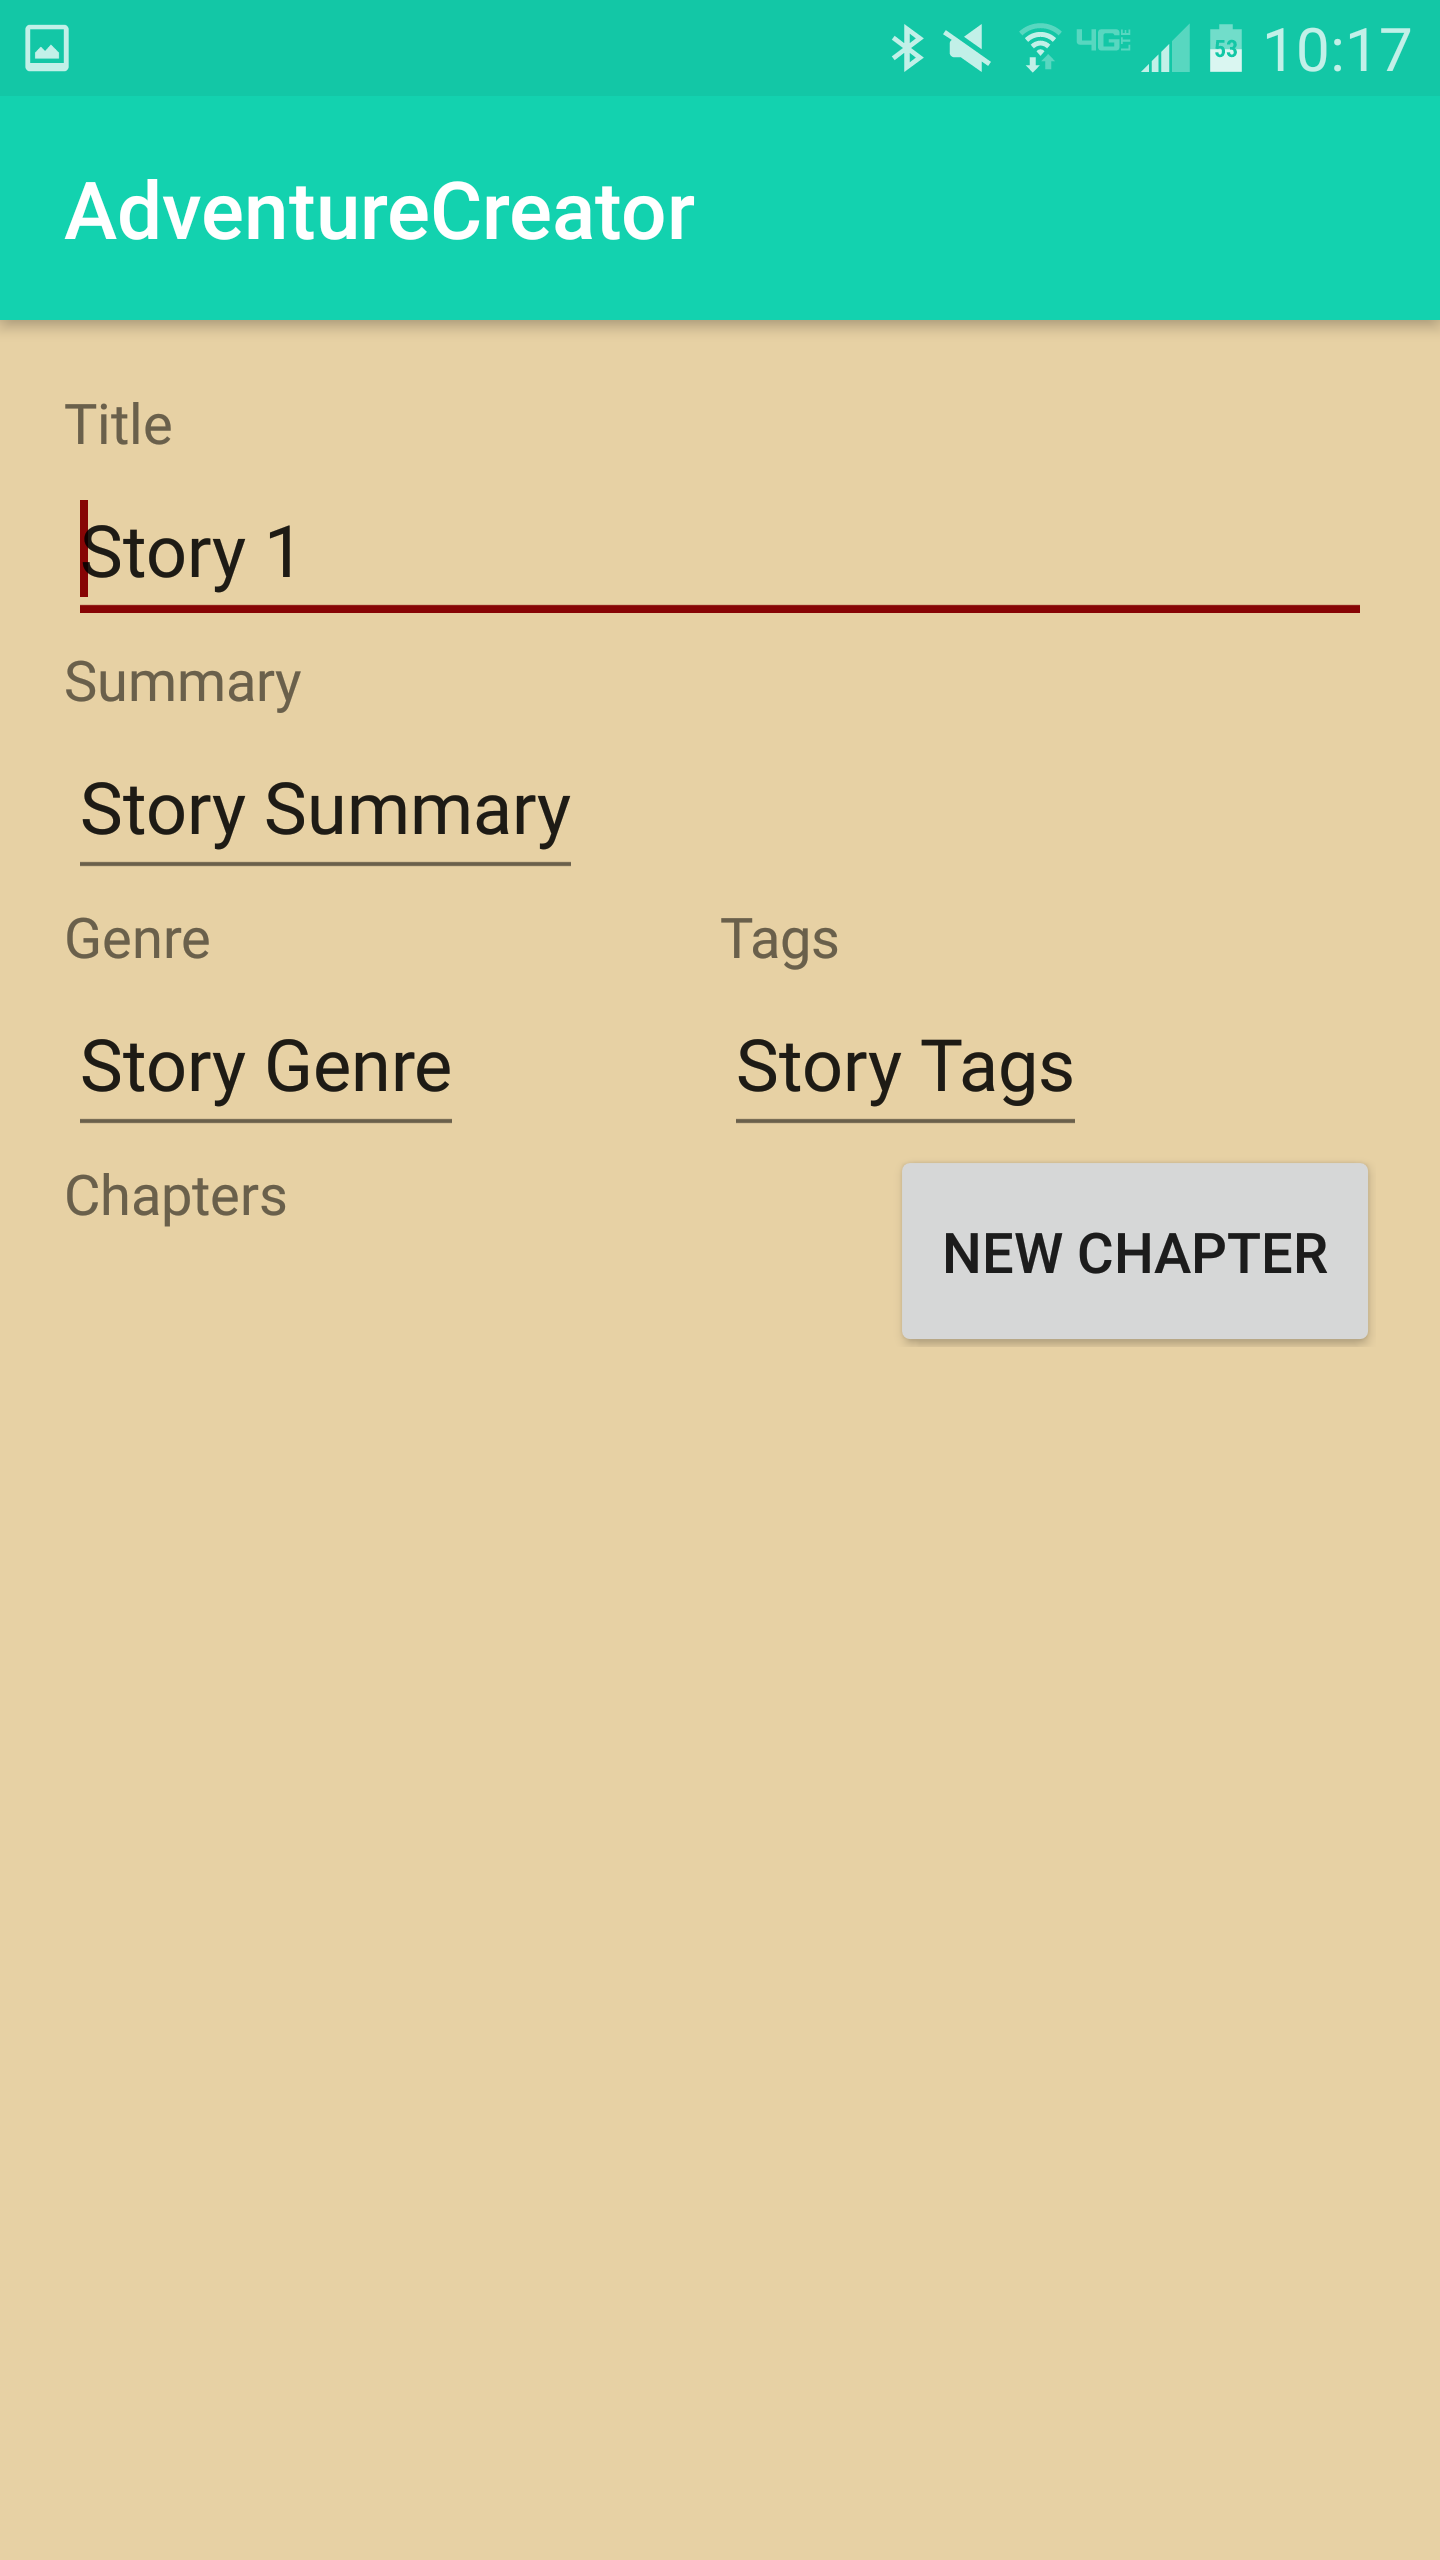 4G LTE 53 10:17
AdventureCreator
Title
Story 1
Summary
Story Summary
Genre Tags
Story Genre Story Tags
Chapters
NEW CHAPTER